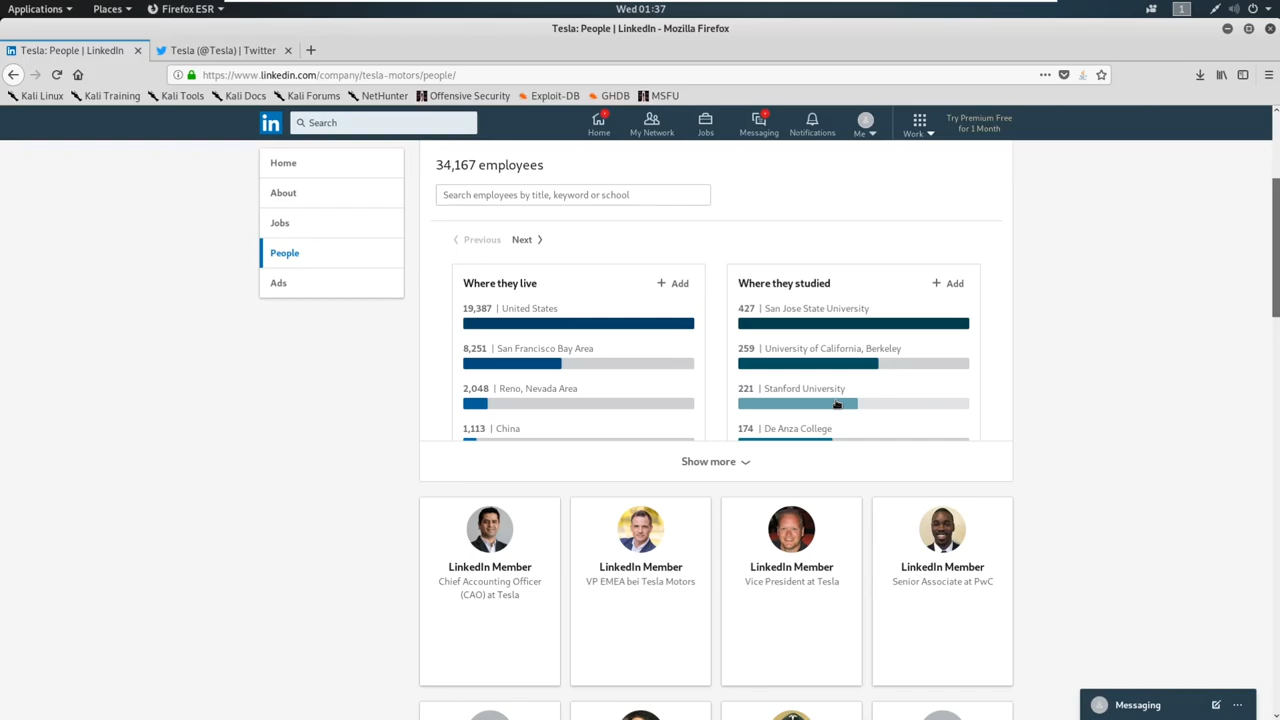 Applications Places Firefox ESR Wed 01:37 1
Tesla: People | LinkedIn - Mozilla Firefox
Tesla: People | LinkedIn Tesla (@Tesla) | Twitter
https://www.linkedin.com/company/tesla-motors/people/
Kali Linux Kali Training Kali Tools Kali Docs Kali Forums NetHunter Offensive Security Exploit-DB GHDB MSFU
in Search Home My Network Jobs Messaging Notifications Me Work Try Premium Free for 1 Month
Home
About
Jobs
People
Ads
34,167 employees
Search employees by title, keyword or school
Previous Next
Where they live + Add
19,387 | United States
8,251 | San Francisco Bay Area
2,048 | Reno, Nevada Area
1,113 | China
Where they studied + Add
427 | San Jose State University
259 | University of California, Berkeley
221 | Stanford University
174 | De Anza College
Show more
LinkedIn Member
Chief Accounting Officer
(CAO) at Tesla
LinkedIn Member
VP EMEA bei Tesla Motors
LinkedIn Member
Vice President at Tesla
LinkedIn Member
Senior Associate at PwC
Messaging